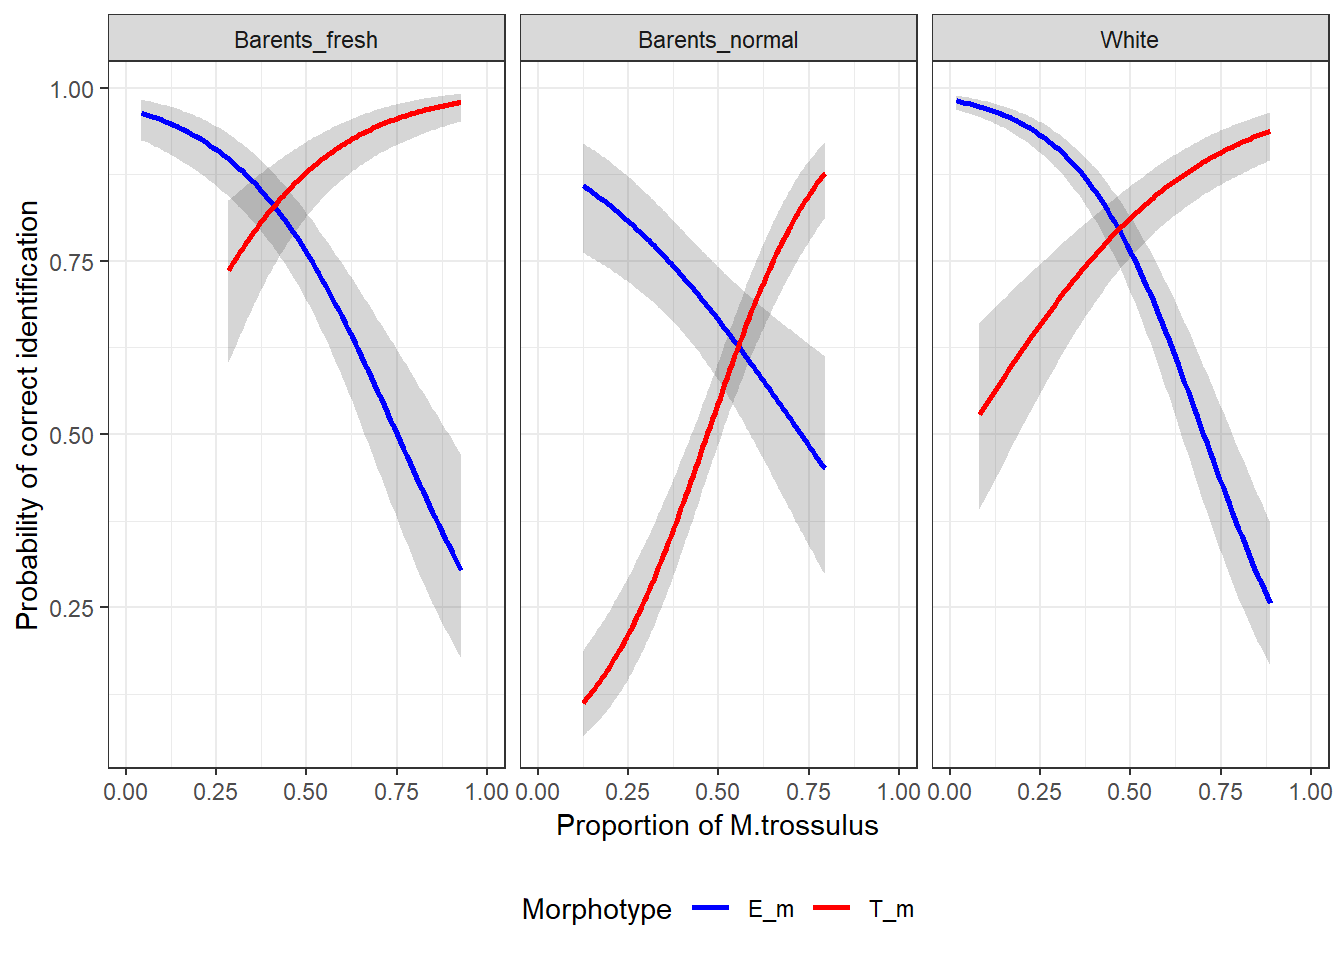 Barents_fresh Barents_normal White
1.00
0.75
0.50
0.25
Probability of correct identification
0.00 0.25 0.50 0.75 1.00 0.00 0.25 0.50 0.75 1.00 0.00 0.25 0.50 0.75 1.00
Proportion of M.trossulus
Morphotype E_m T_m